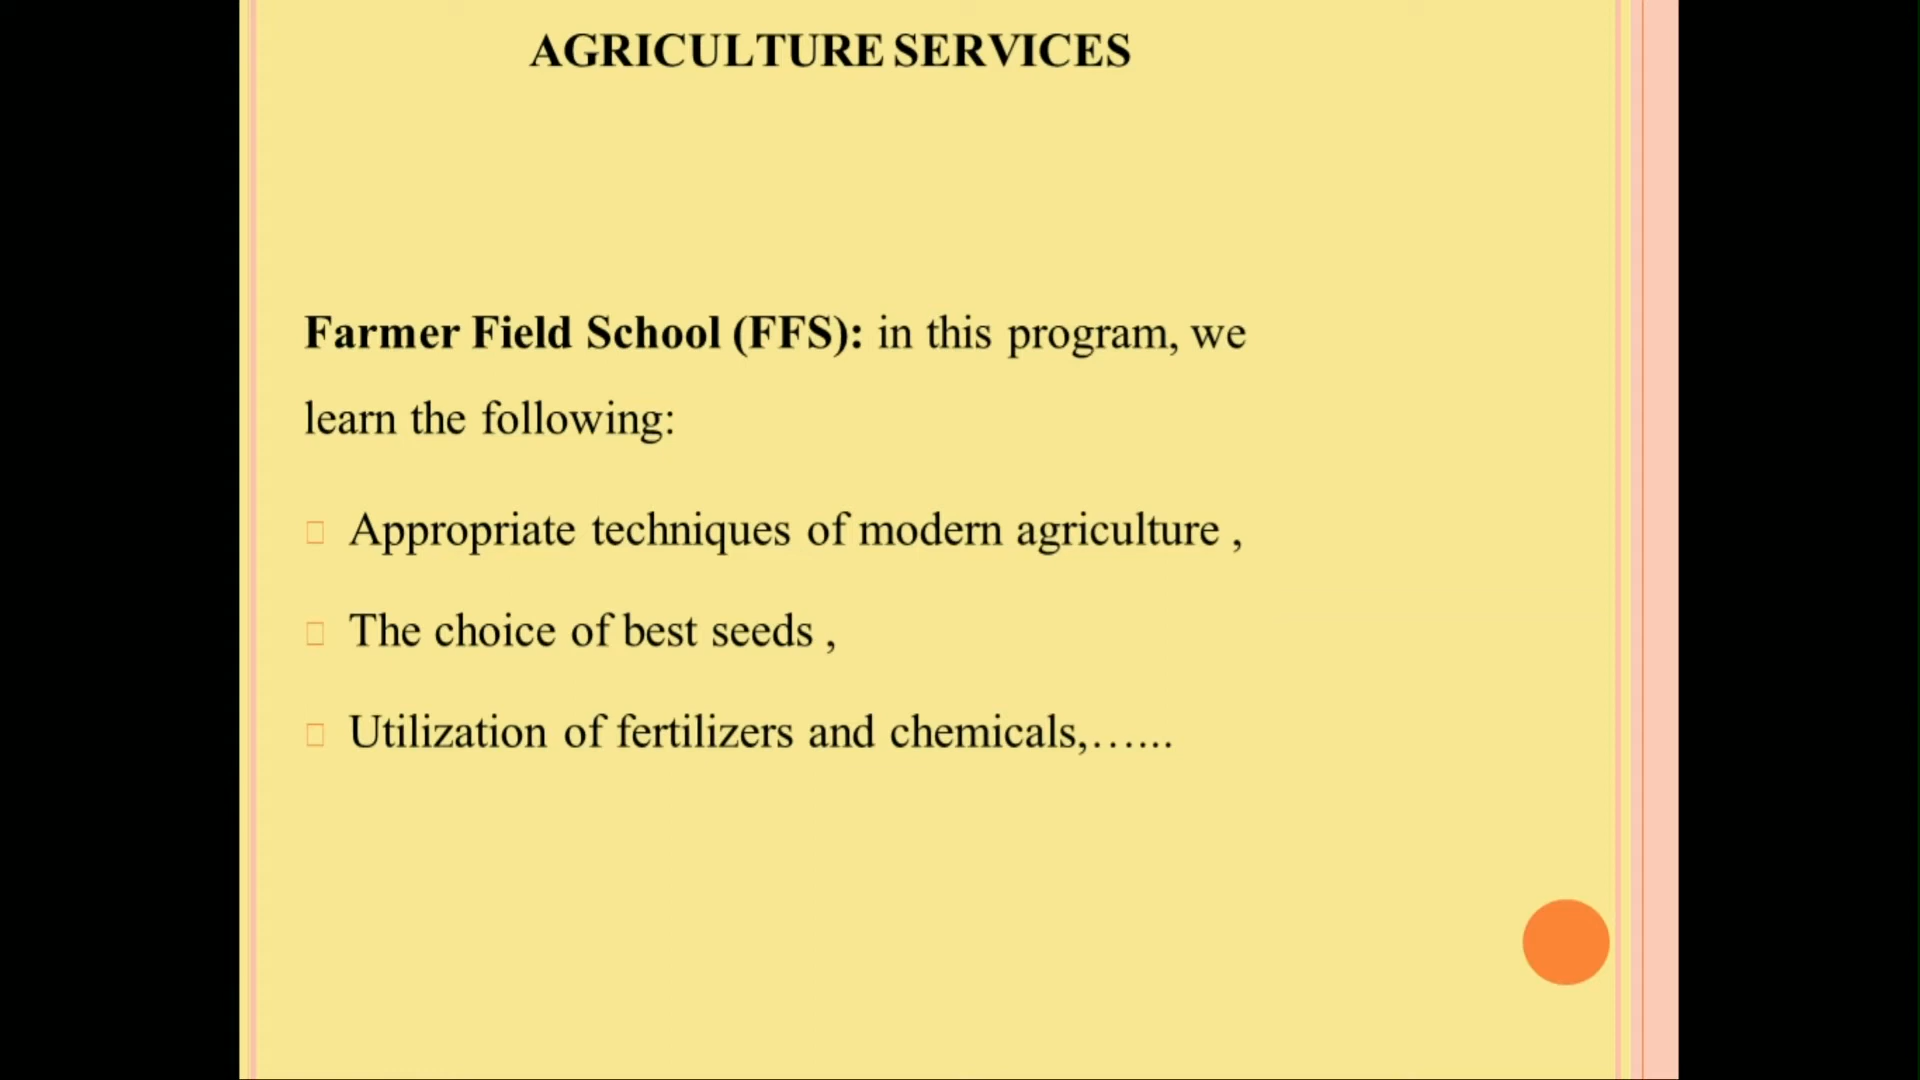 AGRICULTURE SERVICES
Farmer Field School (FFS): in this program, we
learn the following:
Appropriate techniques of modern agriculture ,
The choice of best seeds ,
Utilization of fertilizers and chemicals,…...